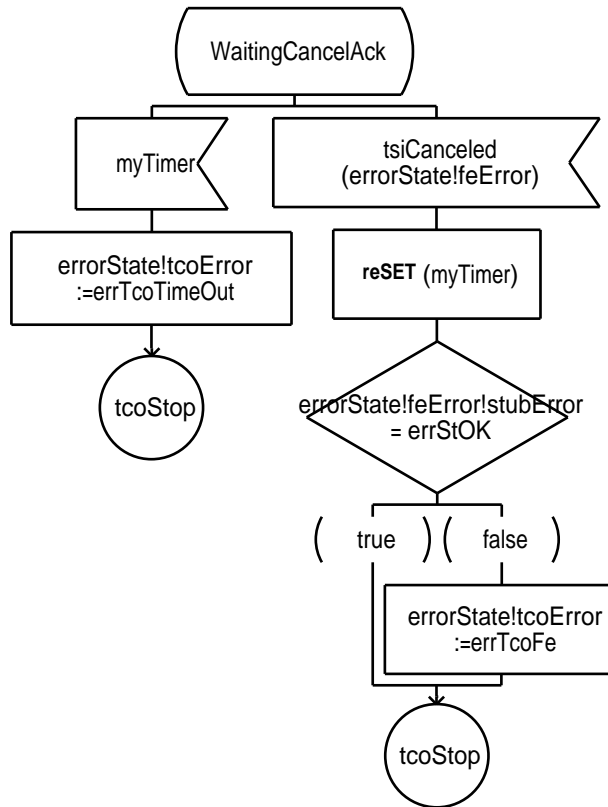 WaitingCancelAck
myTimer
tsiCanceled
(errorState!feError)
errorState!tcoError
:=errTcoTimeOut
reSET (myTimer)
tcoStop
errorState!feError!stubError
= errStOK
( true ) ( false )
errorState!tcoError
:=errTcoFe
tcoStop